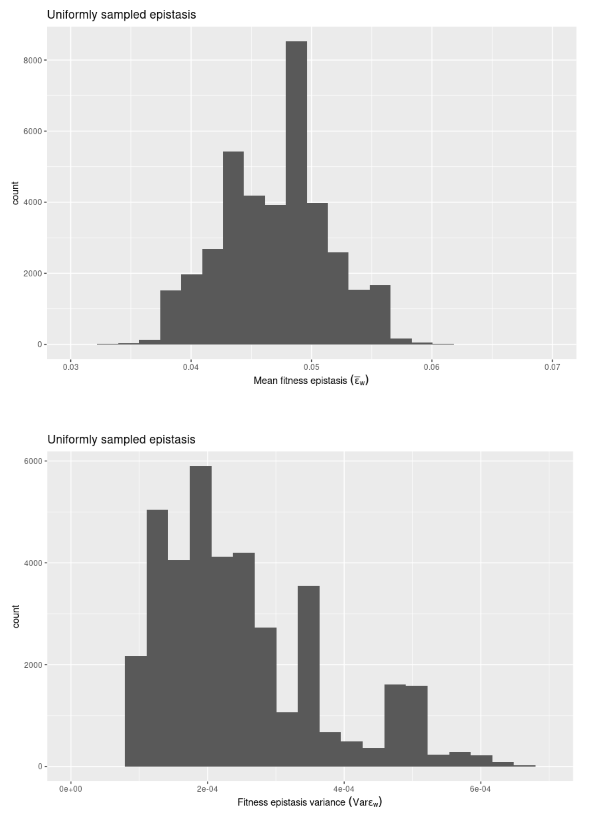 Uniformly sampled epistasis
8000
6000
4000
2000
0
count
0.03 0.04 0.05 0.06 0.07
Mean fitness epistasis (ε̅w)
Uniformly sampled epistasis
6000
4000
2000
0
count
0e+00 2e-04 4e-04 6e-04
Fitness epistasis variance (Varεw)